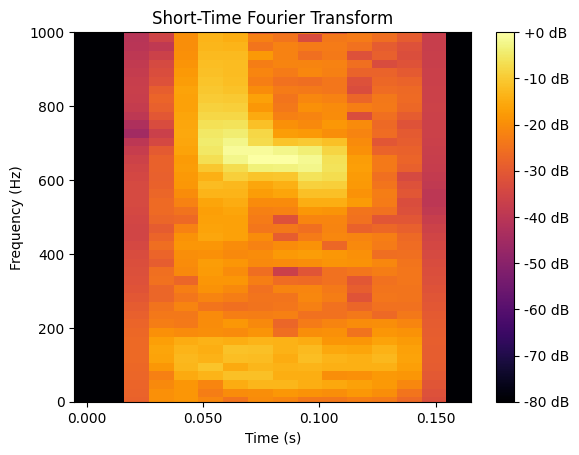 Short-Time Fourier Transform
1000
800
600
400
200
0
Frequency (Hz)
0.000
0.050
0.100
0.150
Time (s)
+0 dB
-10 dB
-20 dB
-30 dB
-40 dB
-50 dB
-60 dB
-70 dB
-80 dB